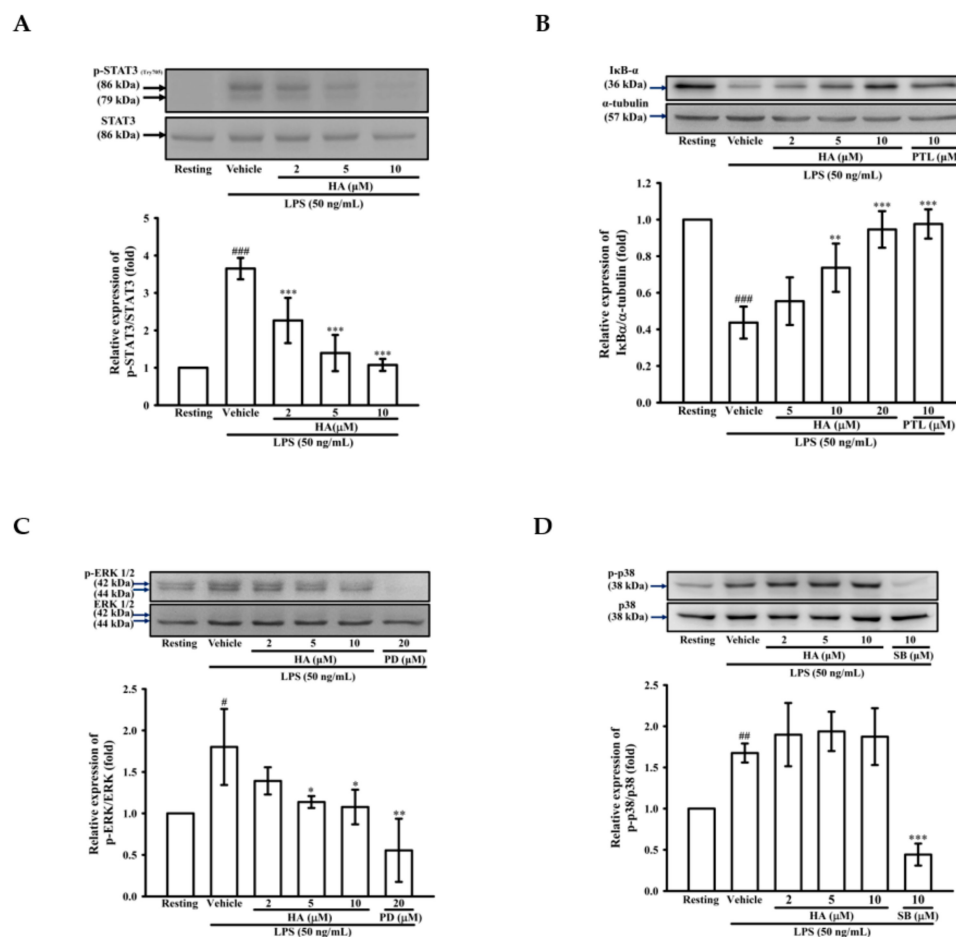 A
p-STAT3 (Try705)
(86 kDa)
(79 kDa)
STAT3
(86 kDa)
Resting Vehicle 2 5 10
HA (μM)
LPS (50 ng/mL)
Relative expression of
p-STAT3/STAT3 (fold)
5
4
3
2
1
0
###
***
***
***
Resting Vehicle 2 5 10
HA(μM)
LPS (50 ng/mL)
B
IκB-α
(36 kDa)
α-tubulin
(57 kDa)
Resting Vehicle 2 5 10 10
HA (μM) PTL (μM)
LPS (50 ng/mL)
Relative expression of
IκBα/α-tubulin (fold)
1.2
1.0
0.8
0.6
0.4
0.2
0.0
###
**
***
***
Resting Vehicle 5 10 20 10
HA (μM) PTL (μM)
LPS (50 ng/mL)
C
p-ERK 1/2
(42 kDa)
(44 kDa)
ERK 1/2
(42 kDa)
(44 kDa)
Resting Vehicle 2 5 10 20
HA (μM) PD (μM)
LPS (50 ng/mL)
Relative expression of
p-ERK/ERK (fold)
2.5
2.0
1.5
1.0
0.5
0.0
#
*
*
**
Resting Vehicle 2 5 10 20
HA (μM) PD (μM)
LPS (50 ng/mL)
D
p-p38
(38 kDa)
p38
(38 kDa)
Resting Vehicle 2 5 10 10
HA (μM) SB (μM)
LPS (50 ng/mL)
Relative expression of
p-p38/p38 (fold)
2.5
2.0
1.5
1.0
0.5
0.0
##
***
Resting Vehicle 2 5 10 10
HA (μM) SB (μM)
LPS (50 ng/mL)